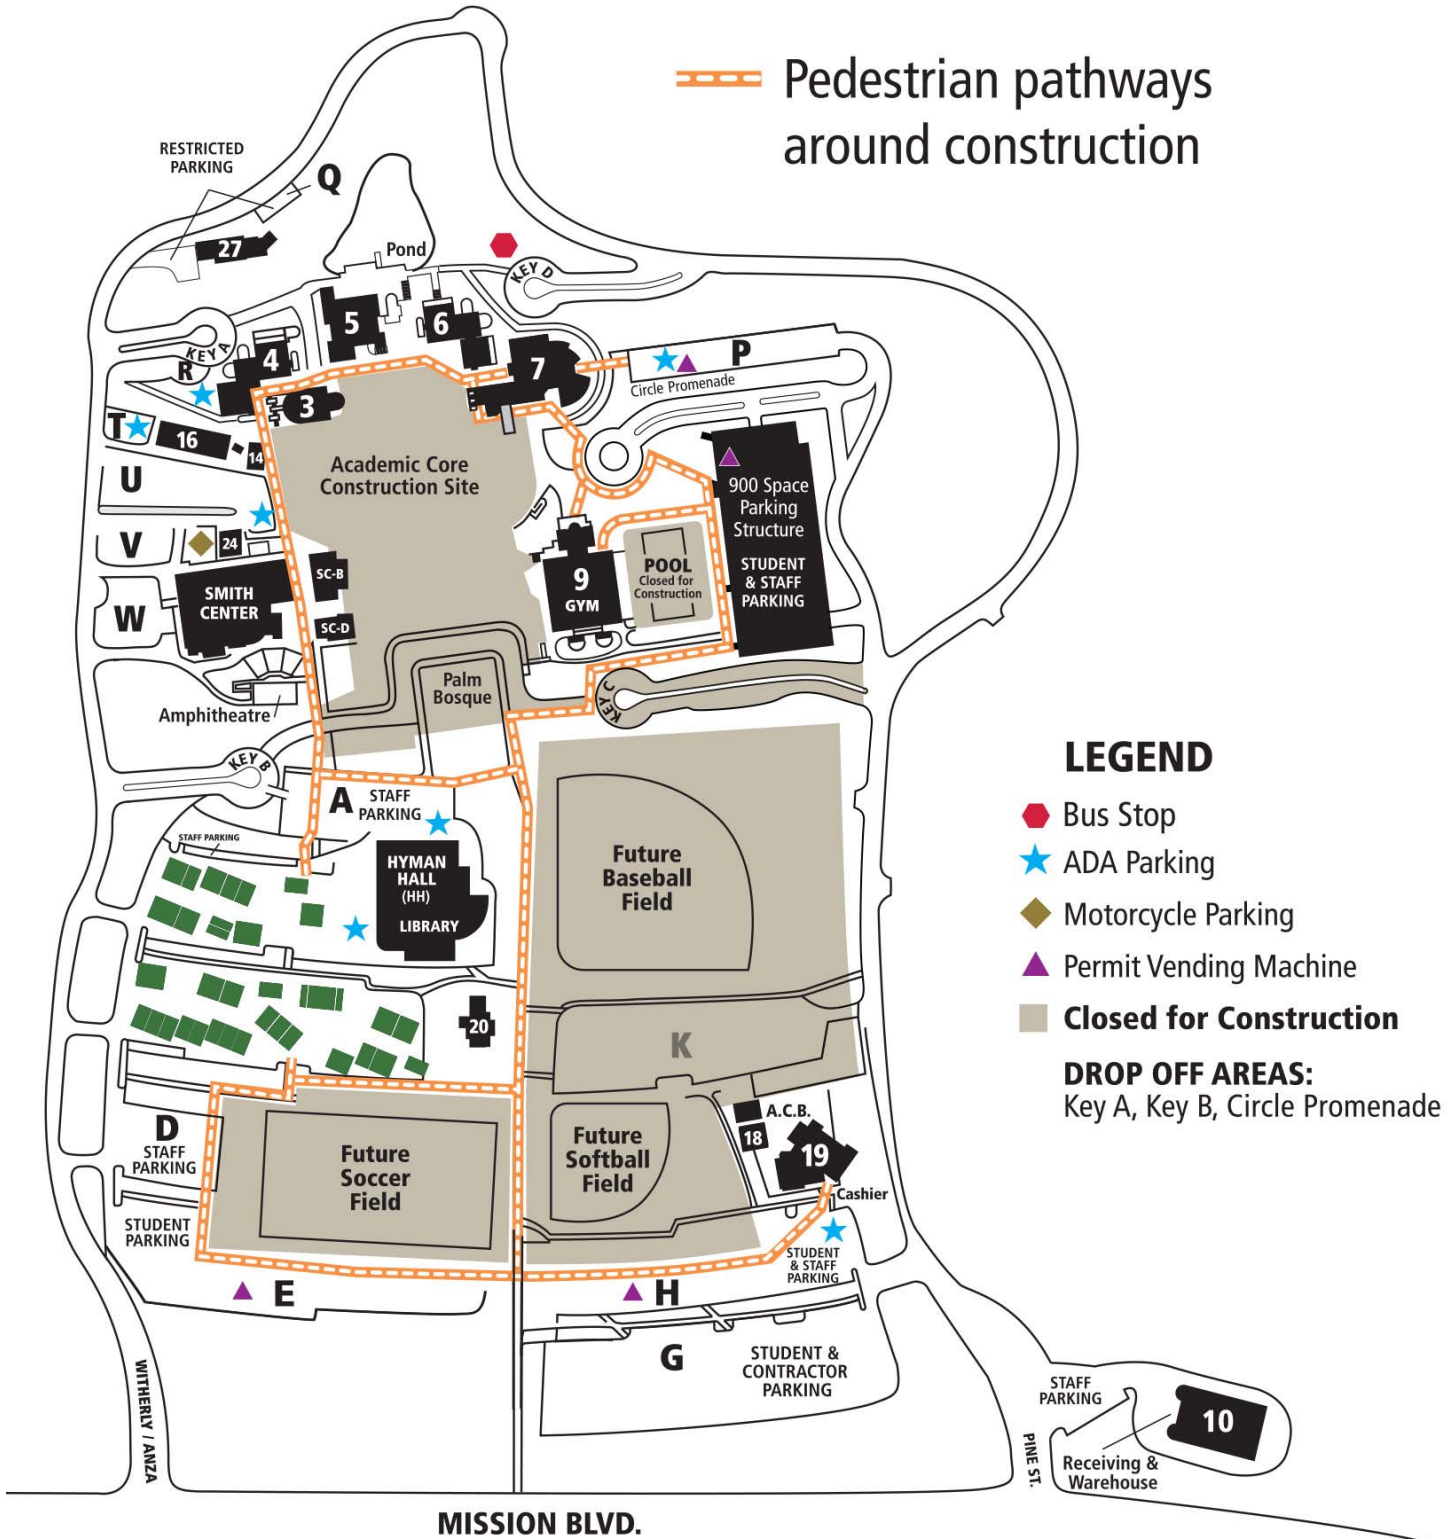 Pedestrian pathways
around construction
RESTRICTED
PARKING
Q
27
Pond
KEY D
5
6
KEY A
4
R
7
P
Circle Promenade
3
T
16
14
Academic Core
Construction Site
U
900 Space
Parking
Structure
STUDENT
& STAFF
PARKING
V
24
SC-B
9
GYM
POOL
Closed for
Construction
SMITH
CENTER
W
SC-D
Palm
Bosque
KEY C
Amphitheatre
KEY B
A
STAFF
PARKING
STAFF PARKING
HYMAN
HALL
(HH)
LIBRARY
Future
Baseball
Field
LEGEND
Bus Stop
ADA Parking
Motorcycle Parking
Permit Vending Machine
Closed for Construction
DROP OFF AREAS:
Key A, Key B, Circle Promenade
20
K
A.C.B.
18
19
Cashier
D
STAFF
PARKING
Future
Soccer
Field
Future
Softball
Field
STUDENT
PARKING
STUDENT
& STAFF
PARKING
E
H
G
STUDENT &
CONTRACTOR
PARKING
WITHERLY / ANZA
STAFF
PARKING
10
PINE ST.
Receiving &
Warehouse
MISSION BLVD.